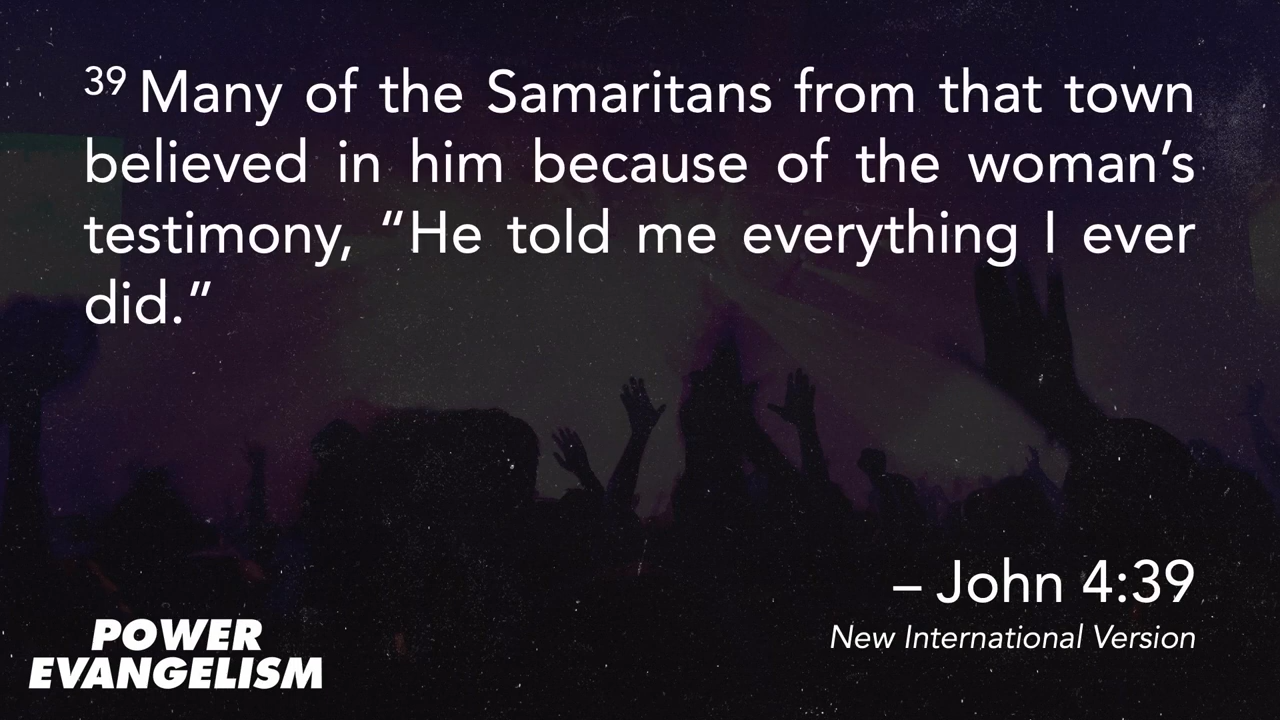 39 Many of the Samaritans from that town
believed in him because of the woman’s
testimony, “He told me everything I ever
did.”
– John 4:39
New International Version
POWER
EVANGELISM